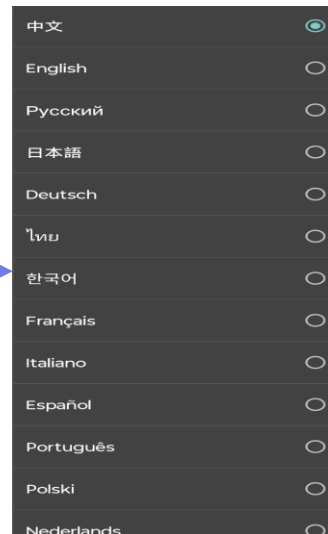 中文
English
Русский
日本語
Deutsch
ไทย
한국어
Français
Italiano
Español
Português
Polski
Nederlands